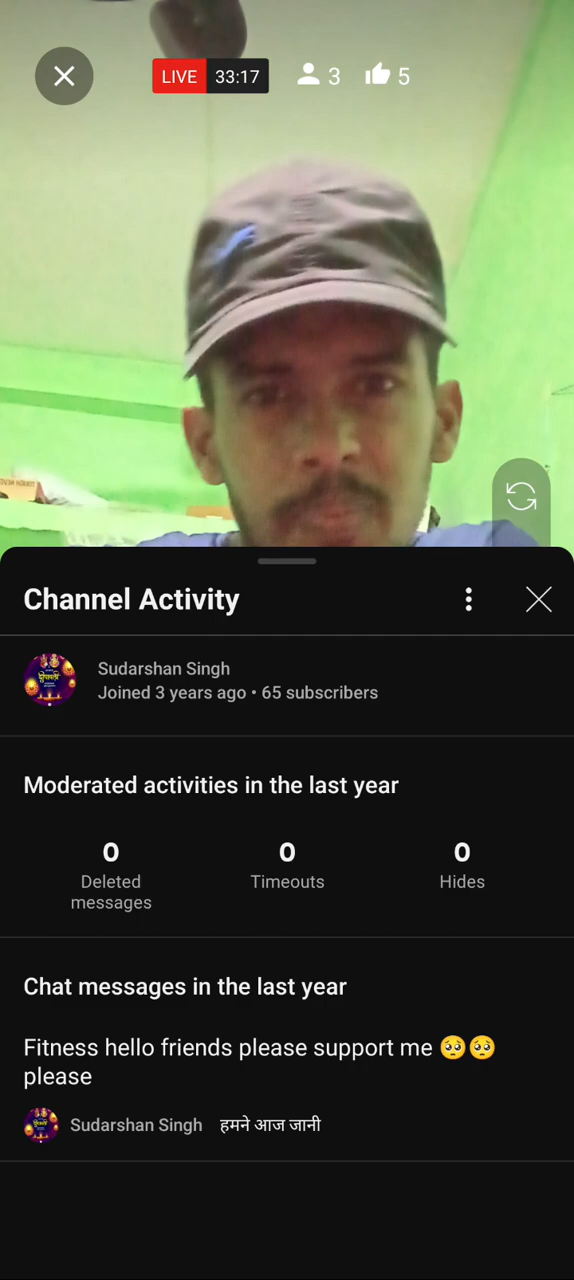 LIVE 33:17 3 5
Channel Activity
Sudarshan Singh
Joined 3 years ago • 65 subscribers
Moderated activities in the last year
0 0 0
Deleted messages Timeouts Hides
Chat messages in the last year
Fitness hello friends please support me 🥺🥺
please
Sudarshan Singh हमने आज जानी